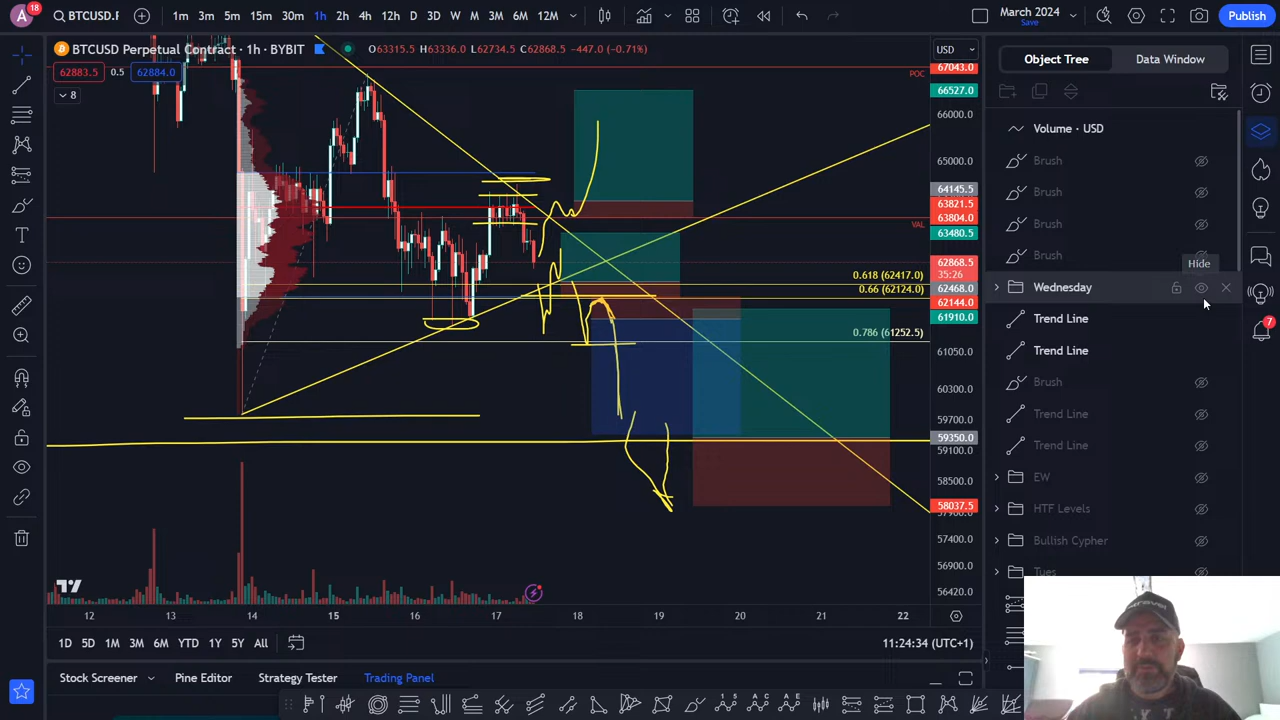 A 18 BTCUSD.P 1m 3m 5m 15m 30m 1h 2h 4h 12h D 3D W M 3M 6M 12M March 2024 Save Publish
BTCUSD Perpetual Contract · 1h · BYBIT O63315.5 H63336.0 L62734.5 C62868.5 −447.0 (−0.71%) USD
62883.5 0.5 62884.0
8
67043.0
POC
66527.0
66000.0
65000.0
64145.5
63821.5
63804.0
VAL
63480.5
62868.5
35:26
0.618 (62417.0)
62468.0
0.66 (62124.0)
62144.0
61910.0
0.786 (61252.5)
61050.0
60300.0
59700.0
59350.0
59100.0
58500.0
58037.5
57400.0
56900.0
56420.0
12 13 14 15 16 17 18 19 20 21 22
1D 5D 1M 3M 6M YTD 1Y 5Y All 11:24:34 (UTC+1)
Stock Screener Pine Editor Strategy Tester Trading Panel
Object Tree Data Window
Volume · USD
Brush
Brush
Brush
Brush
Hide
Wednesday
Trend Line
Trend Line
Brush
Trend Line
Trend Line
EW
HTF Levels
Bullish Cypher
Tues
7